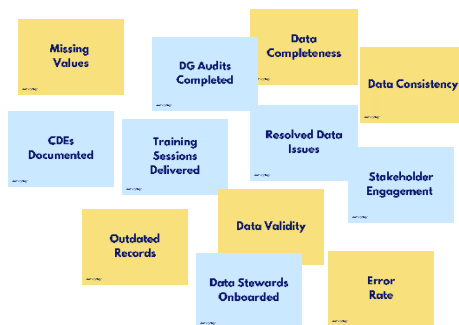 Missing
Values
DG Audits
Completed
Data
Completeness
Data Consistency
CDEs
Documented
Training
Sessions
Delivered
Resolved Data
Issues
Stakeholder
Engagement
Outdated
Records
Data Validity
Data Stewards
Onboarded
Error
Rate